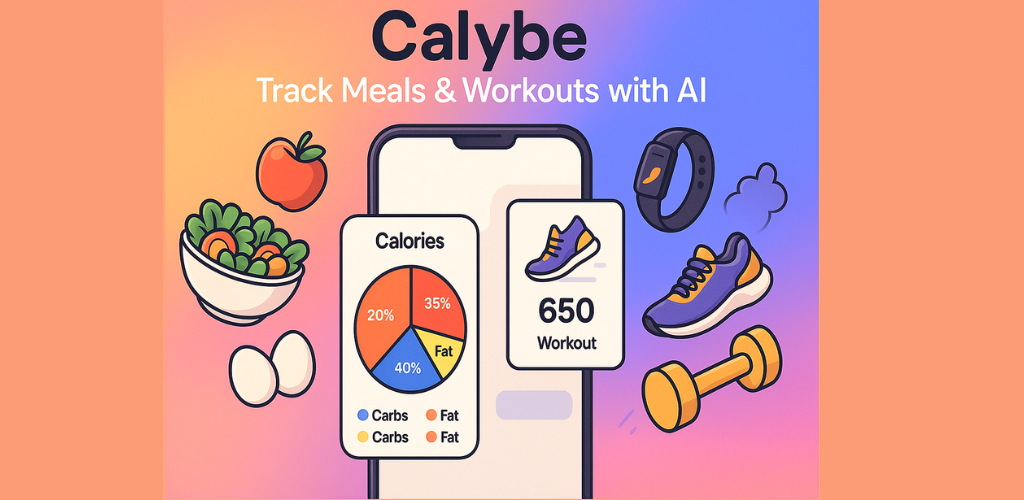 Calybe
Track Meals & Workouts with AI
Calories
20%
35%
Fat
40%
Carbs
Fat
Carbs
Fat
650
Workout